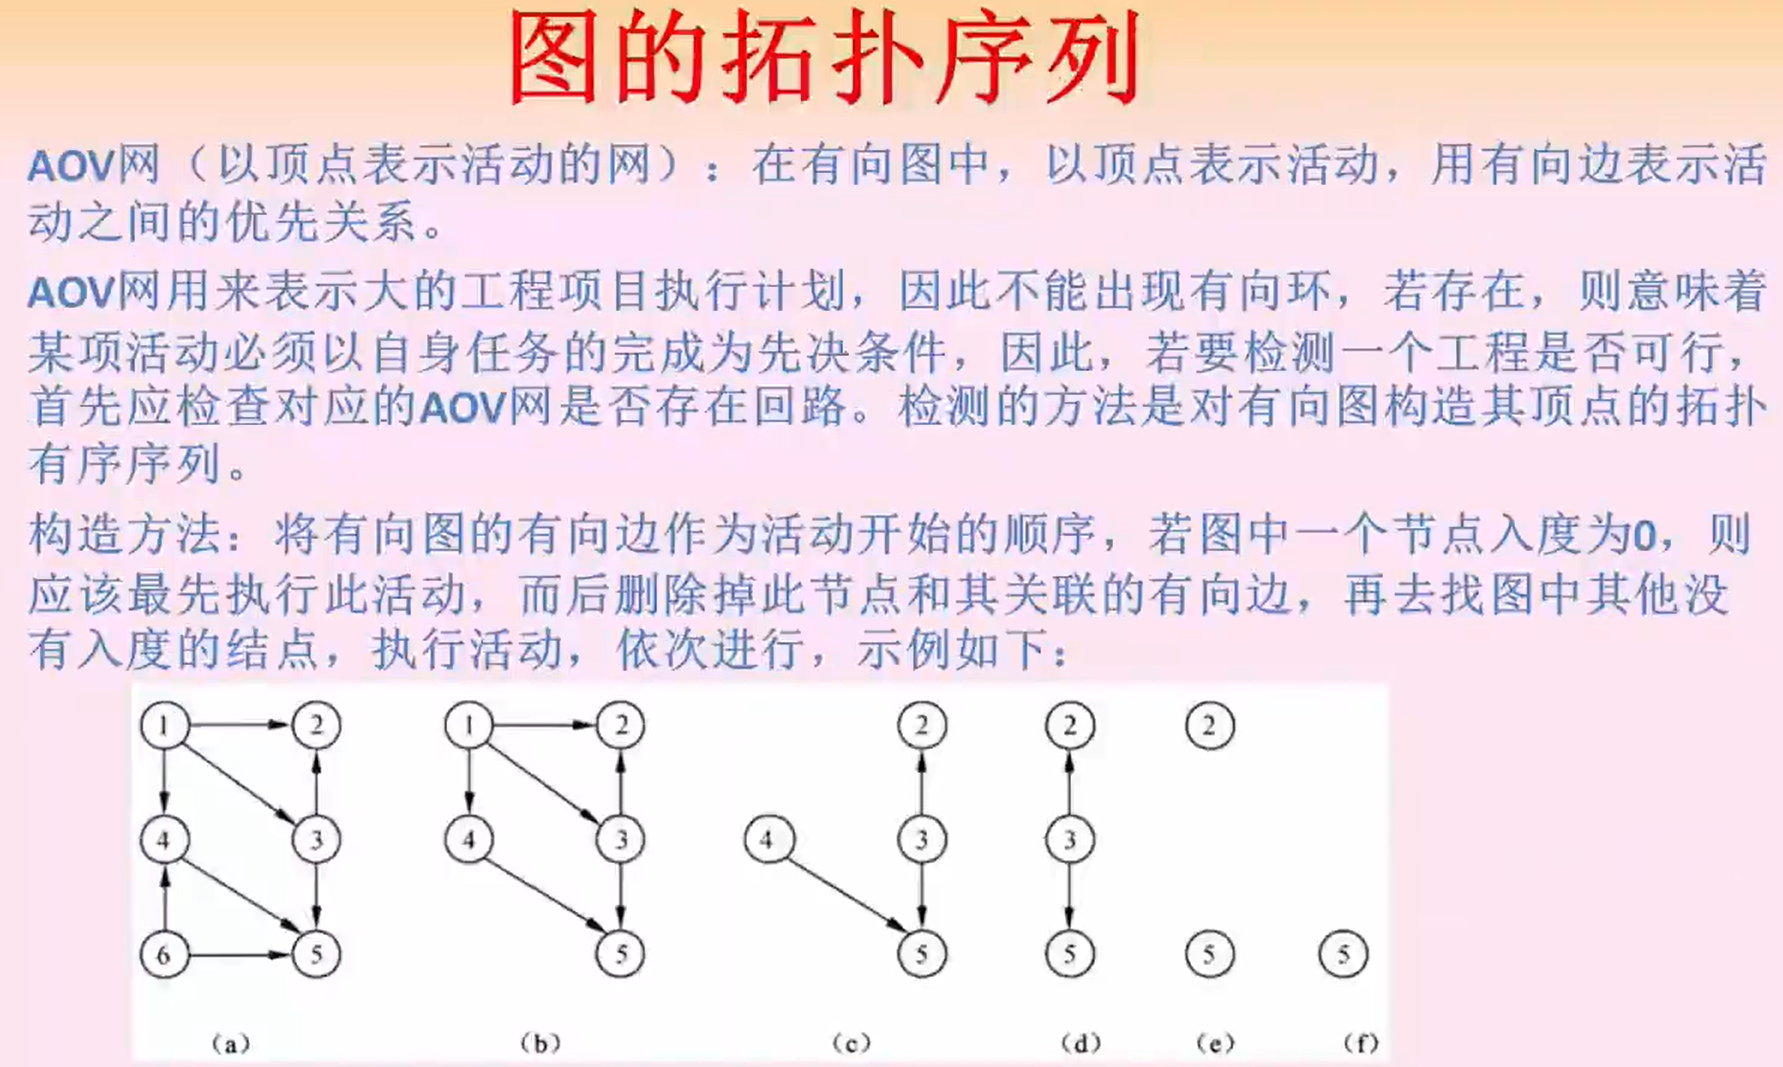 图的拓扑序列
AOV网（以顶点表示活动的网）：在有向图中，以顶点表示活动，用有向边表示活
动之间的优先关系。
AOV网用来表示大的工程项目执行计划，因此不能出现有向环，若存在，则意味着
某项活动必须以自身任务的完成为先决条件，因此，若要检测一个工程是否可行，
首先应检查对应的AOV网是否存在回路。检测的方法是对有向图构造其顶点的拓扑
有序序列。
构造方法：将有向图的有向边作为活动开始的顺序，若图中一个节点入度为0，则
应该最先执行此活动，而后删除掉此节点和其关联的有向边，再去找图中其他没
有入度的结点，执行活动，依次进行，示例如下：
1 2 1 2 2 2 2
4 3 4 3 4 3 3
6 5 5 5 5 5 5
（a） （b） （c） （d） （e） （f）